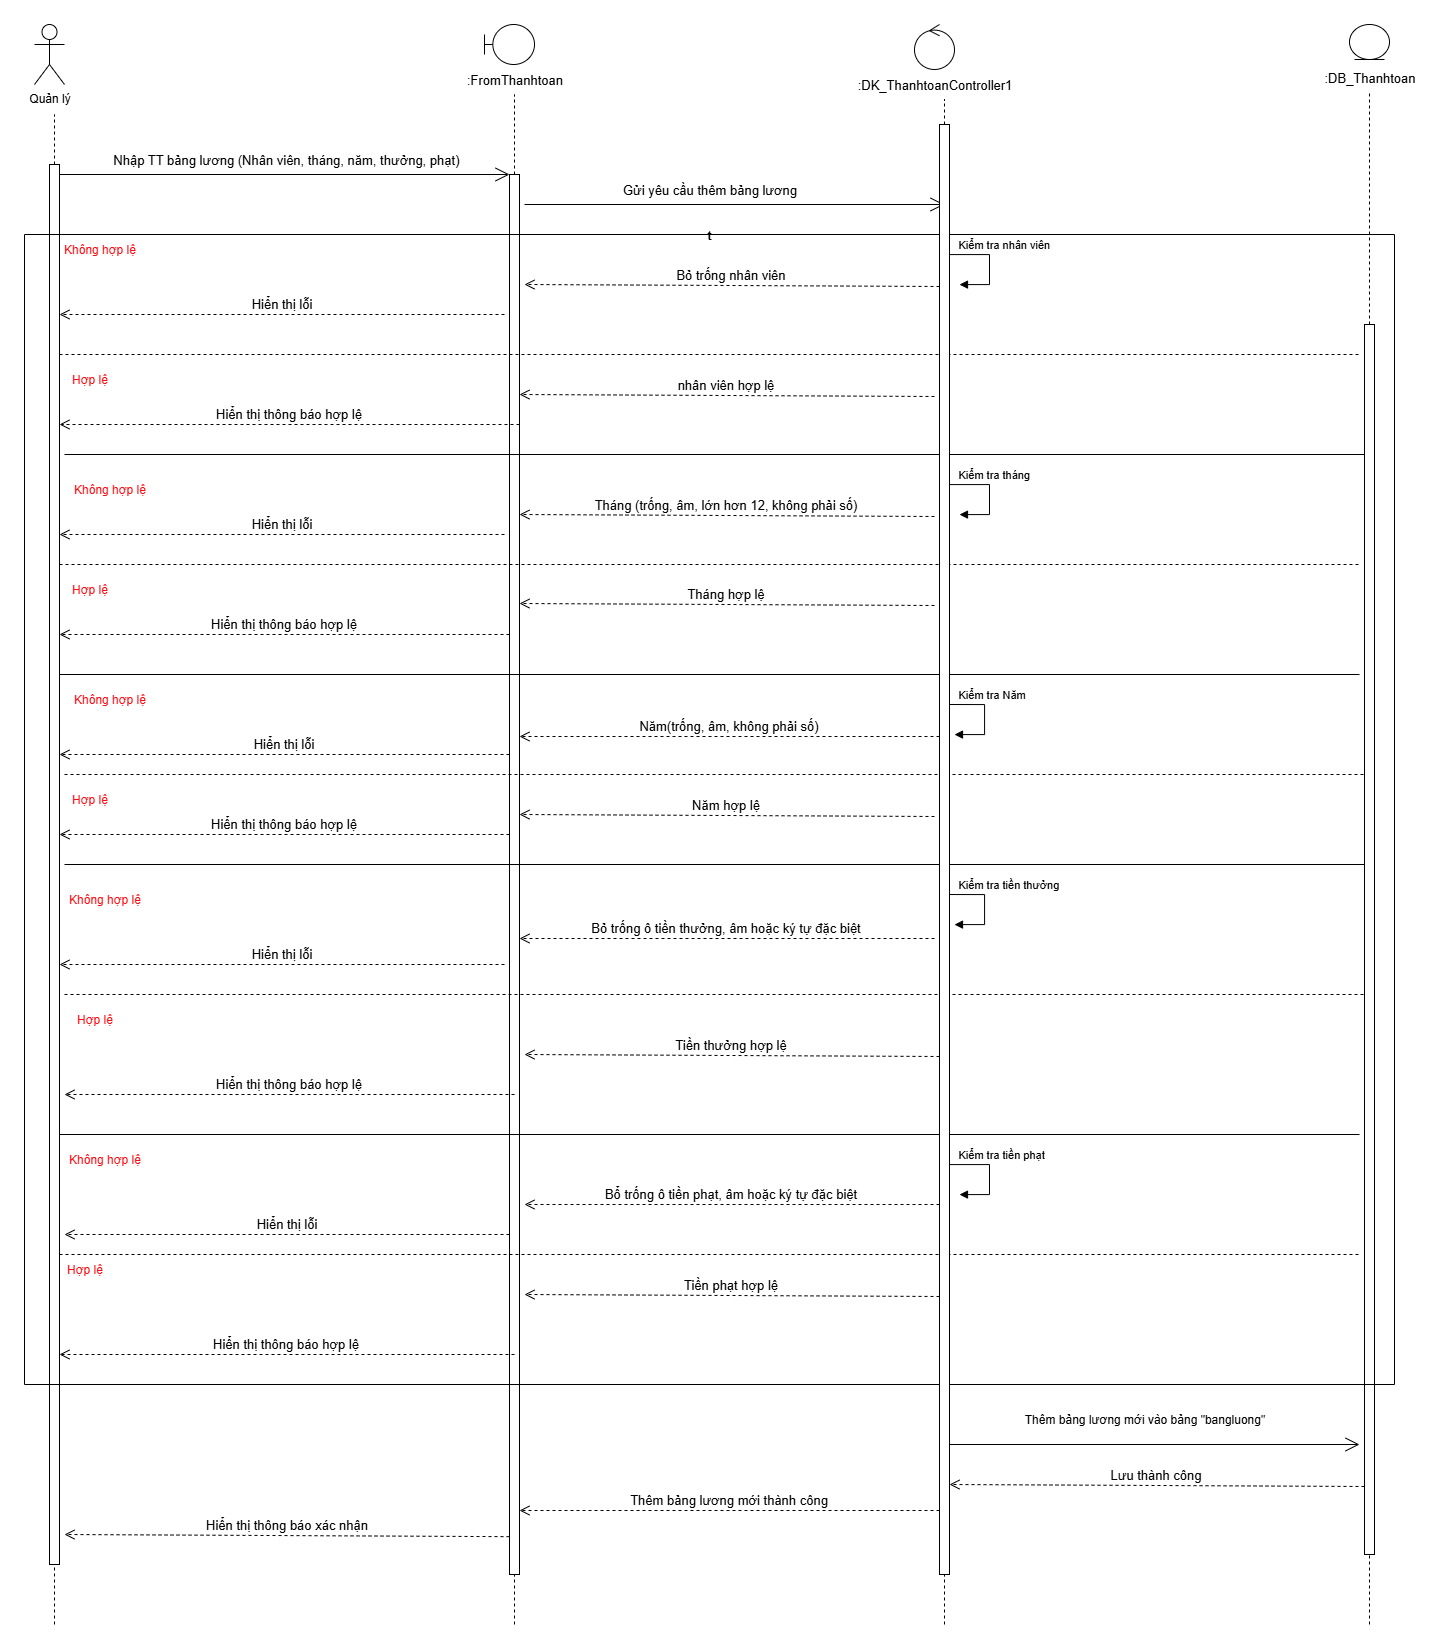 Quản lý
:FromThanhtoan
:DK_ThanhtoanController1
:DB_Thanhtoan
Nhập TT bảng lương (Nhân viên, tháng, năm, thưởng, phạt)
Gửi yêu cầu thêm bảng lương
t
Không hợp lệ
Kiểm tra nhân viên
Bỏ trống nhân viên
Hiển thị lỗi
Hợp lệ
nhân viên hợp lệ
Hiển thị thông báo hợp lệ
Kiểm tra tháng
Không hợp lệ
Tháng (trống, âm, lớn hơn 12, không phải số)
Hiển thị lỗi
Hợp lệ
Tháng hợp lệ
Hiển thị thông báo hợp lệ
Không hợp lệ
Kiểm tra Năm
Năm(trống, âm, không phải số)
Hiển thị lỗi
Hợp lệ
Năm hợp lệ
Hiển thị thông báo hợp lệ
Kiểm tra tiền thưởng
Không hợp lệ
Bỏ trống ô tiền thưởng, âm hoặc ký tự đặc biệt
Hiển thị lỗi
Hợp lệ
Tiền thưởng hợp lệ
Hiển thị thông báo hợp lệ
Không hợp lệ
Kiểm tra tiền phạt
Bổ trống ô tiền phạt, âm hoặc ký tự đặc biệt
Hiển thị lỗi
Hợp lệ
Tiền phạt hợp lệ
Hiển thị thông báo hợp lệ
Thêm bảng lương mới vào bảng "bangluong"
Lưu thành công
Thêm bảng lương mới thành công
Hiển thị thông báo xác nhận